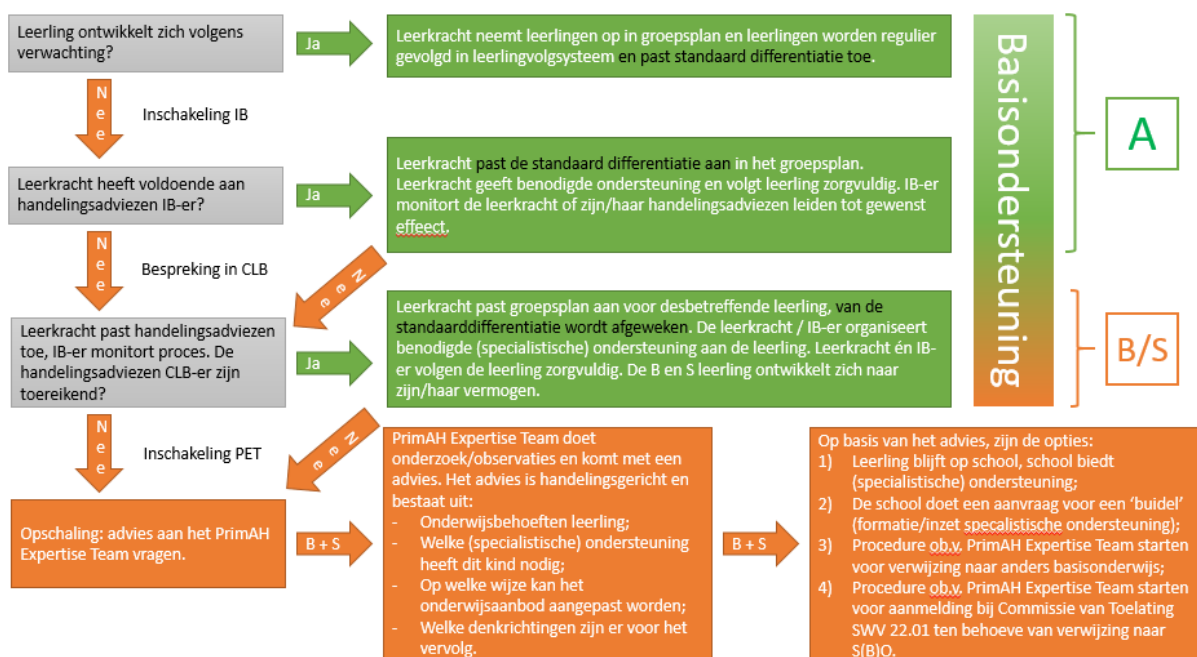 Leerling ontwikkelt zich volgens
verwachting?
Ja
Leerkracht neemt leerlingen op in groepsplan en leerlingen worden regulier
gevolgd in leerlingvolgsysteem en past standaard differentiatie toe.
Nee
Inschakeling IB
Leerkracht heeft voldoende aan
handelingsadviezen IB-er?
Ja
Leerkracht past de standaard differentiatie aan in het groepsplan.
Leerkracht geeft benodigde ondersteuning en volgt leerling zorgvuldig. IB-er
monitort de leerkracht of zijn/haar handelingsadviezen leiden tot gewenst
effeect.
Nee
Bespreking in CLB
Nee
Leerkracht past handelingsadviezen
toe, IB-er monitort proces. De
handelingsadviezen CLB-er zijn
toereikend?
Ja
Leerkracht past groepsplan aan voor desbetreffende leerling, van de
standaarddifferentiatie wordt afgeweken. De leerkracht / IB-er organiseert
benodigde (specialistische) ondersteuning aan de leerling. Leerkracht én IB-
er volgen de leerling zorgvuldig. De B en S leerling ontwikkelt zich naar
zijn/haar vermogen.
Basisondersteuning
A
B/S
Nee
Inschakeling PET
Nee
Opschaling: advies aan het PrimAH
Expertise Team vragen.
B + S
PrimAH Expertise Team doet
onderzoek/observaties en komt met een
advies. Het advies is handelingsgericht en
bestaat uit:
- Onderwijsbehoeften leerling;
- Welke (specialistische) ondersteuning
heeft dit kind nodig;
- Op welke wijze kan het
onderwijsaanbod aangepast worden;
- Welke denkrichtingen zijn er voor het
vervolg.
B + S
Op basis van het advies, zijn de opties:
1) Leerling blijft op school, school biedt
(specialistische) ondersteuning;
2) De school doet een aanvraag voor een ‘buidel’
(formatie/inzet specalistische ondersteuning);
3) Procedure ob.v. PrimAH Expertise Team starten
voor verwijzing naar anders basisonderwijs;
4) Procedure ob.v. PrimAH Expertise Team starten
voor aanmelding bij Commissie van Toelating
SWV 22.01 ten behoeve van verwijzing naar
S(B)O.